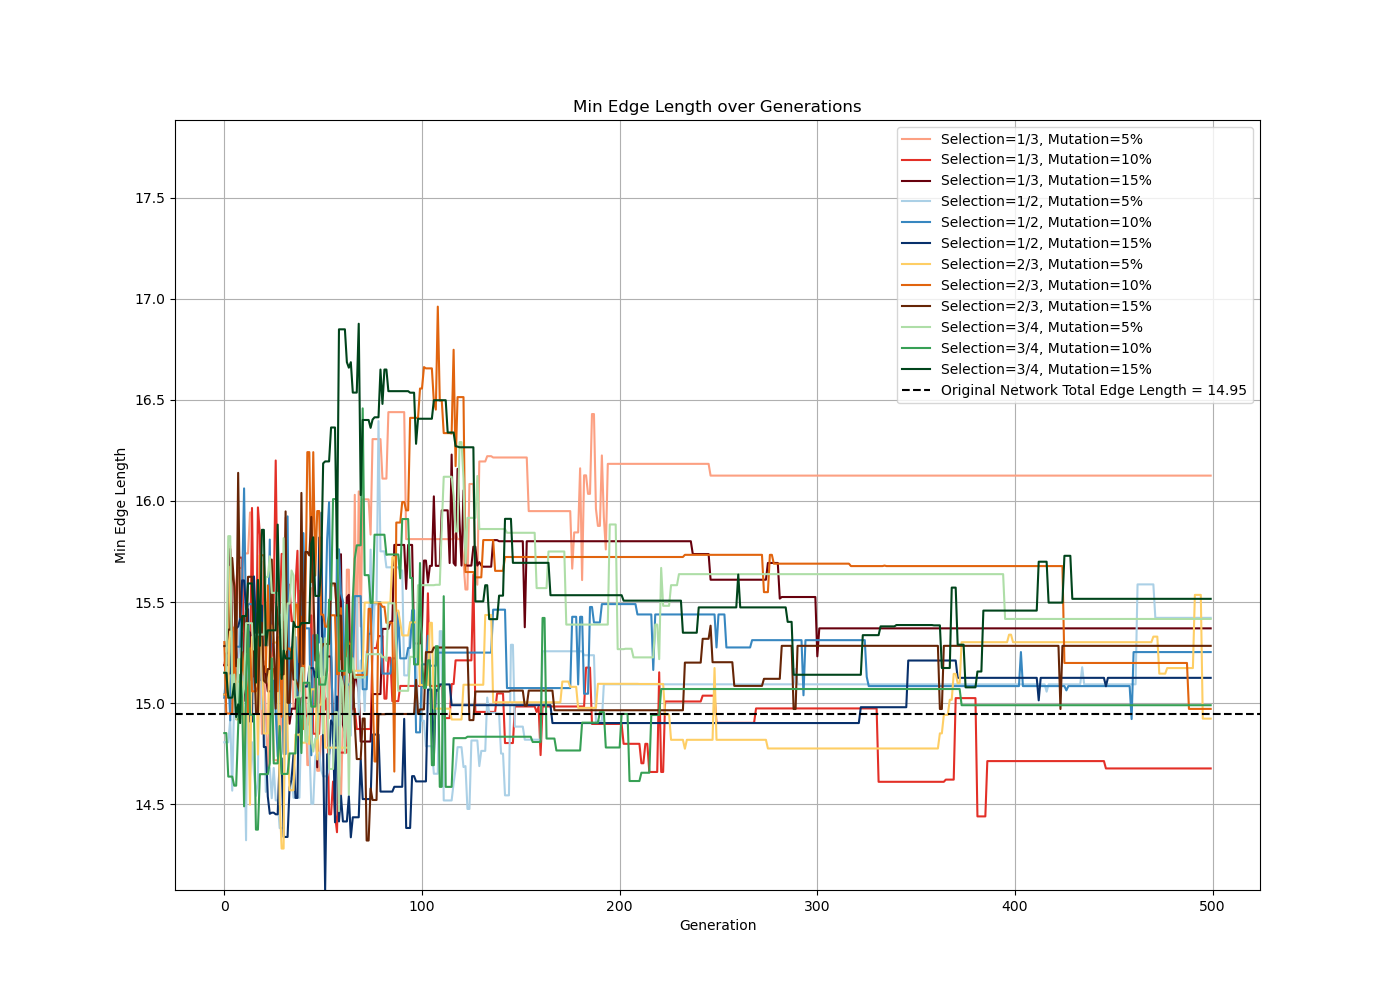 Min Edge Length over Generations
Selection=1/3, Mutation=5%
Selection=1/3, Mutation=10%
Selection=1/3, Mutation=15%
Selection=1/2, Mutation=5%
Selection=1/2, Mutation=10%
Selection=1/2, Mutation=15%
Selection=2/3, Mutation=5%
Selection=2/3, Mutation=10%
Selection=2/3, Mutation=15%
Selection=3/4, Mutation=5%
Selection=3/4, Mutation=10%
Selection=3/4, Mutation=15%
Original Network Total Edge Length = 14.95
Min Edge Length
17.5
17.0
16.5
16.0
15.5
15.0
14.5
0 100 200 300 400 500
Generation